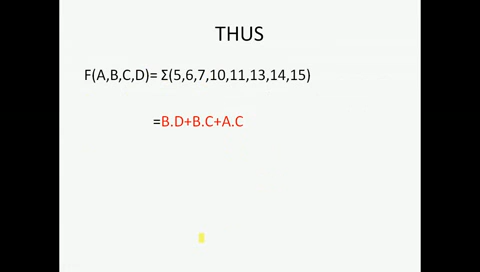 THUS
F(A,B,C,D)= Σ(5,6,7,10,11,13,14,15)
=B.D+B.C+A.C